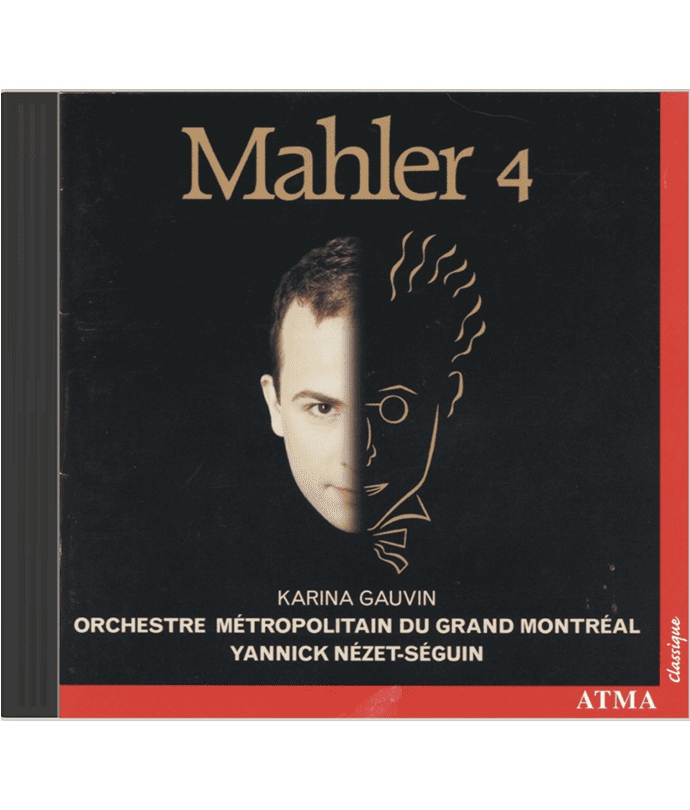 Mahler 4
KARINA GAUVIN
ORCHESTRE MÉTROPOLITAIN DU GRAND MONTRÉAL
YANNICK NÉZET-SÉGUIN
classique
ATMA